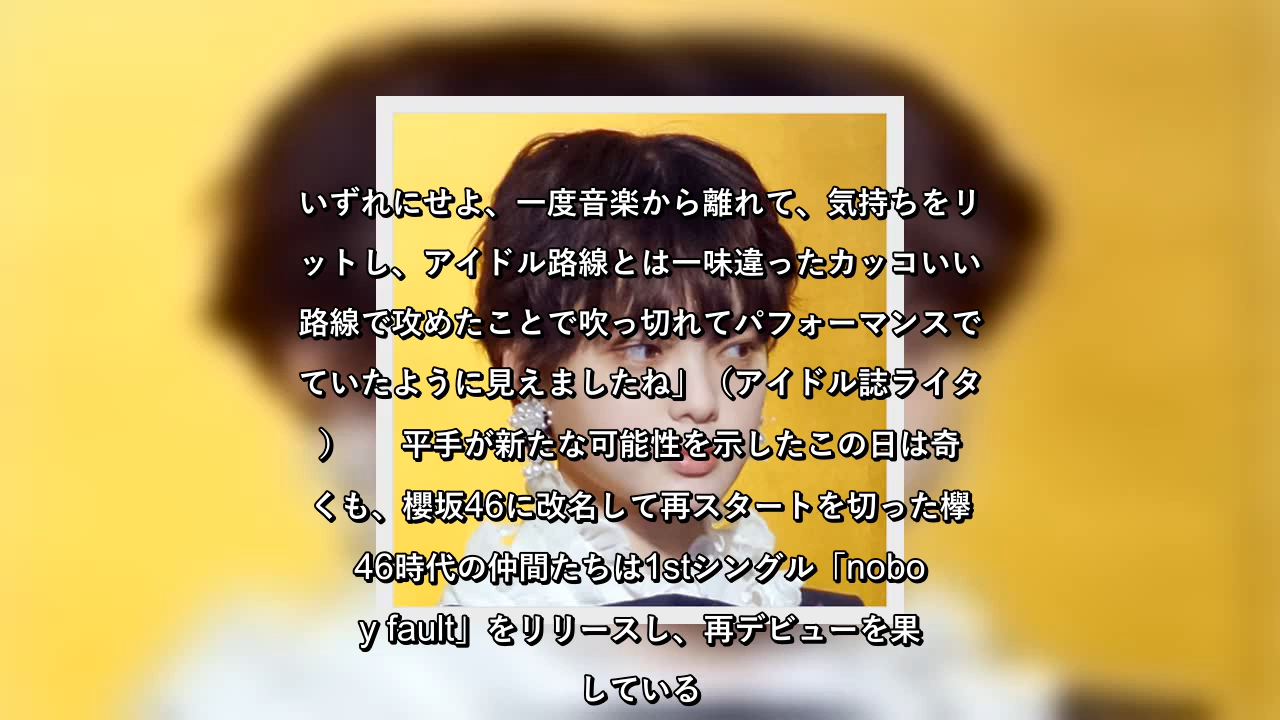 いずれにせよ、一度音楽から離れて、気持ちをリ
ットし、アイドル路線とは一味違ったカッコいい
路線で攻めたことで吹っ切れてパフォーマンスで
ていたように見えましたね」（アイドル誌ライタ
）　　平手が新たな可能性を示したこの日は奇
くも、櫻坂46に改名して再スタートを切った欅
46時代の仲間たちは1stシングル「nobo
y fault」をリリースし、再デビューを果
している